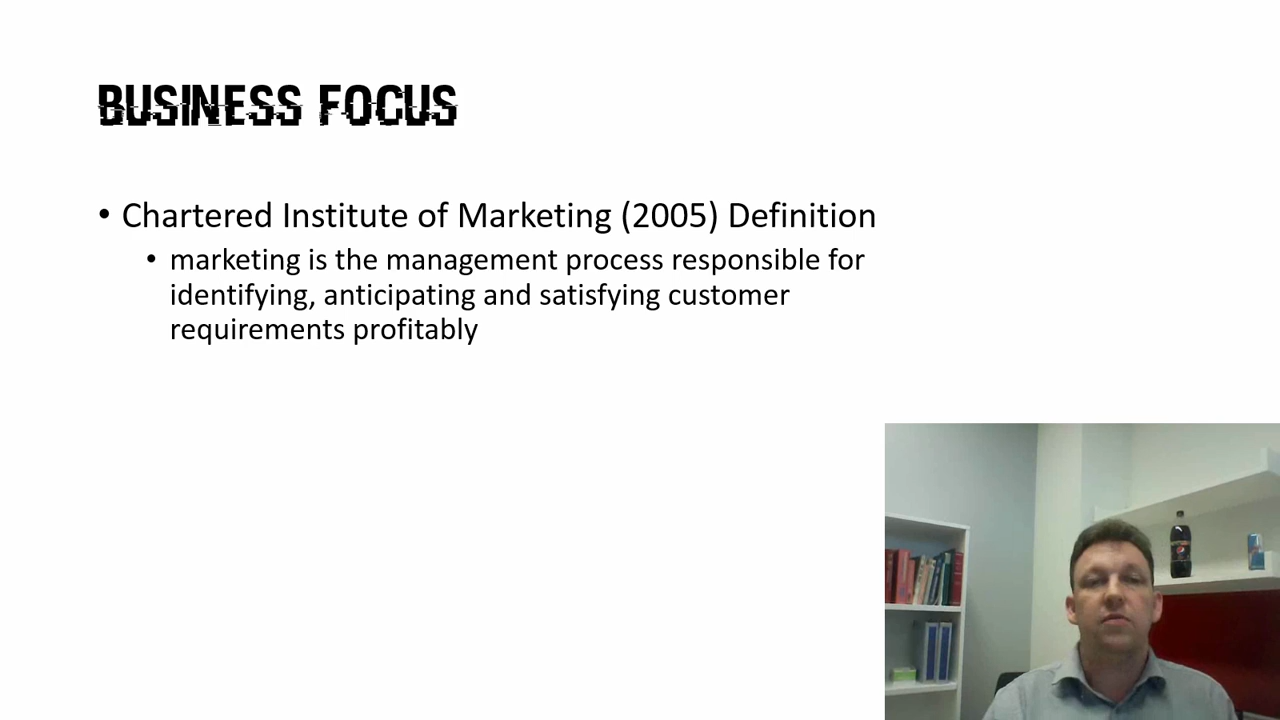 BUSINESS FOCUS
• Chartered Institute of Marketing (2005) Definition
• marketing is the management process responsible for
identifying, anticipating and satisfying customer
requirements profitably